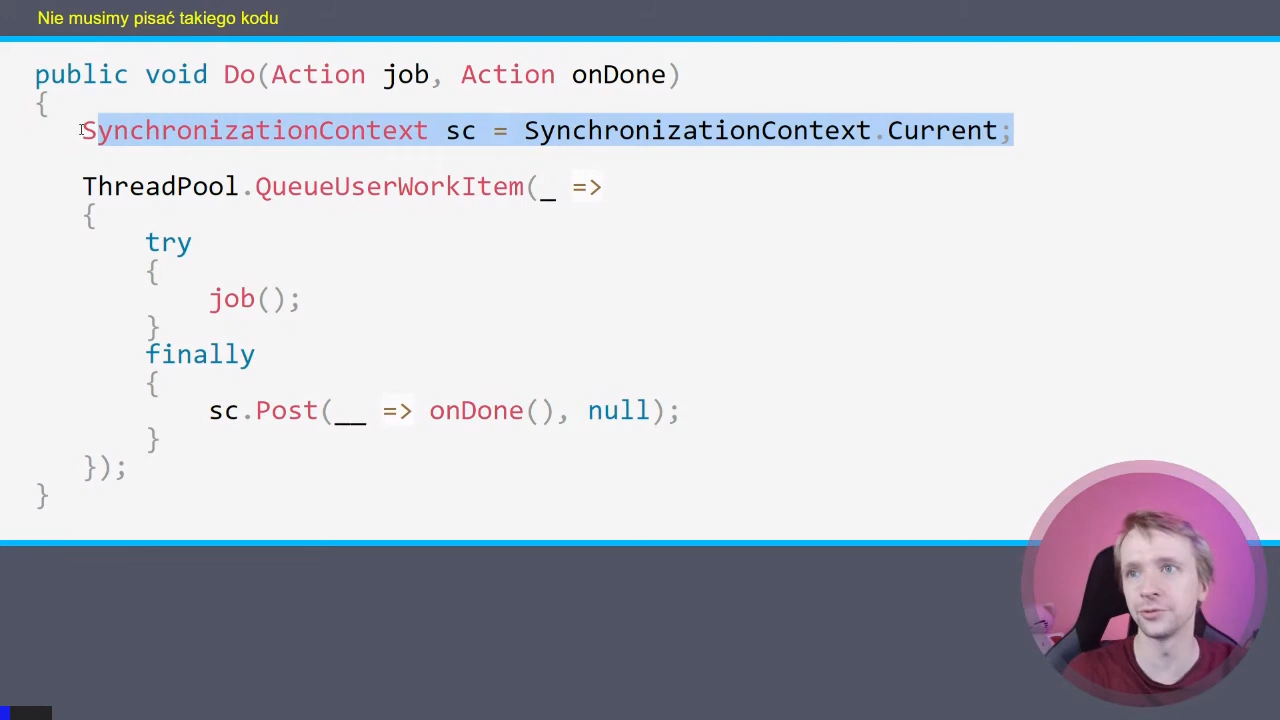 Nie musimy pisać takiego kodu
public void Do(Action job, Action onDone)
{
SynchronizationContext sc = SynchronizationContext.Current;
ThreadPool.QueueUserWorkItem(_ =>
{
try
{
job();
}
finally
{
sc.Post(__ => onDone(), null);
}
});
}